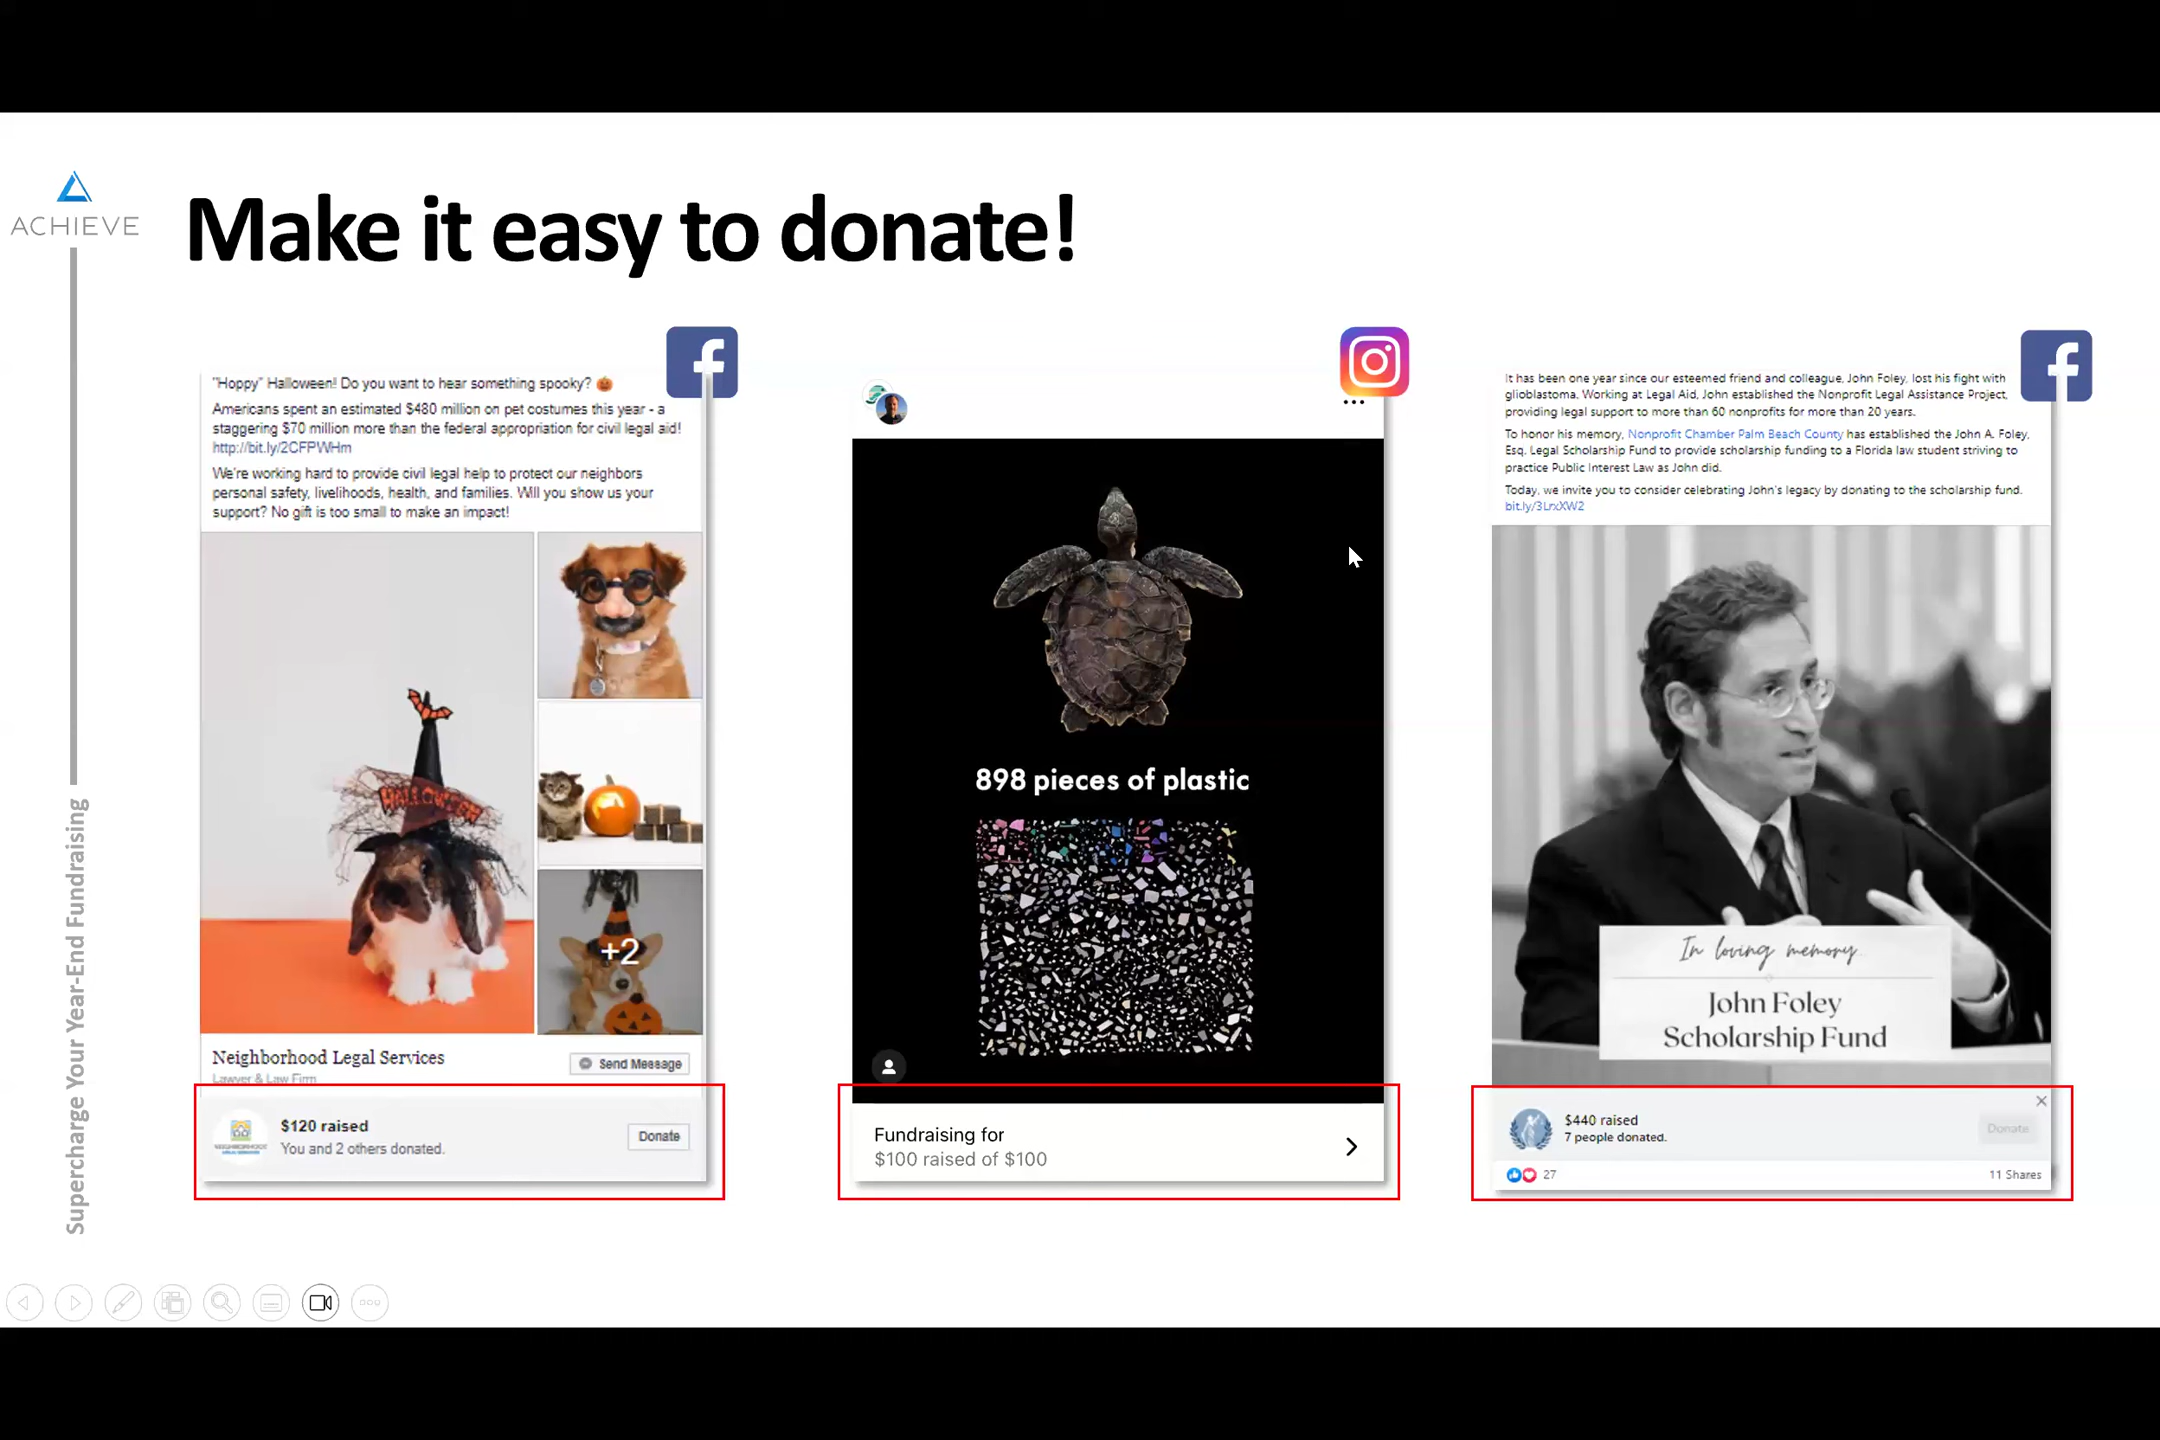 ACHIEVE
Make it easy to donate!
Supercharge Your Year-End Fundraising
"Hoppy" Halloween! Do you want to hear something spooky? 🎃
Americans spent an estimated $480 million on pet costumes this year - a
staggering $70 million more than the federal appropriation for civil legal aid!
http://bit.ly/2CFPWHm
We're working hard to provide civil legal help to protect our neighbors
personal safety, livelihoods, health, and families. Will you show us your
support? No gift is too small to make an impact!
HALLOWEEN
+2
Neighborhood Legal Services
Send Message
Lawyer & Law Firm
NEIGHBORHOOD
LEGAL SERVICES
$120 raised
You and 2 others donated.
Donate
898 pieces of plastic
Fundraising for
$100 raised of $100
It has been one year since our esteemed friend and colleague, John Foley, lost his fight with
glioblastoma. Working at Legal Aid, John established the Nonprofit Legal Assistance Project,
providing legal support to more than 60 nonprofits for more than 20 years.
To honor his memory, Nonprofit Chamber Palm Beach County has established the John A. Foley,
Esq. Legal Scholarship Fund to provide scholarship funding to a Florida law student striving to
practice Public Interest Law as John did.
Today, we invite you to consider celebrating John's legacy by donating to the scholarship fund.
bit.ly/3LrxXW2
In loving memory
John Foley
Scholarship Fund
$440 raised
7 people donated.
Donate
27
11 Shares